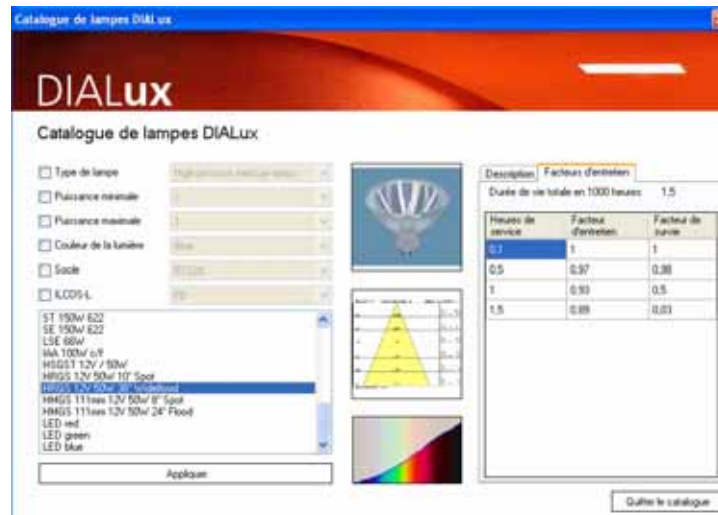 Catalogue de lampes DIALux
DIALux
Catalogue de lampes DIALux
Type de lampe
Puissance minimale
Puissance maximale
Couleur de la lumière
Blue
Socle
ILCOS-L
ST 150W 622
SE 150W 622
LSE 60W
IAA 100W c/f
HSGST 12V / 50W
HRGS 12V 50W 10° Spot
HRGS 12V 50W 38° Wideflood
HMGS 111mm 12V 50W 8° Spot
HMGS 111mm 12V 50W 24° Flood
LED red
LED green
LED blue
Appliquer
Description
Facteurs d'entretien
Durée de vie totale en 1000 heures 1,5
Heures de service Facteur d'entretien Facteur de survie
0,1 1 1
0,5 0,97 0,98
1 0,93 0,5
1,5 0,89 0,03
Quitter le catalogue